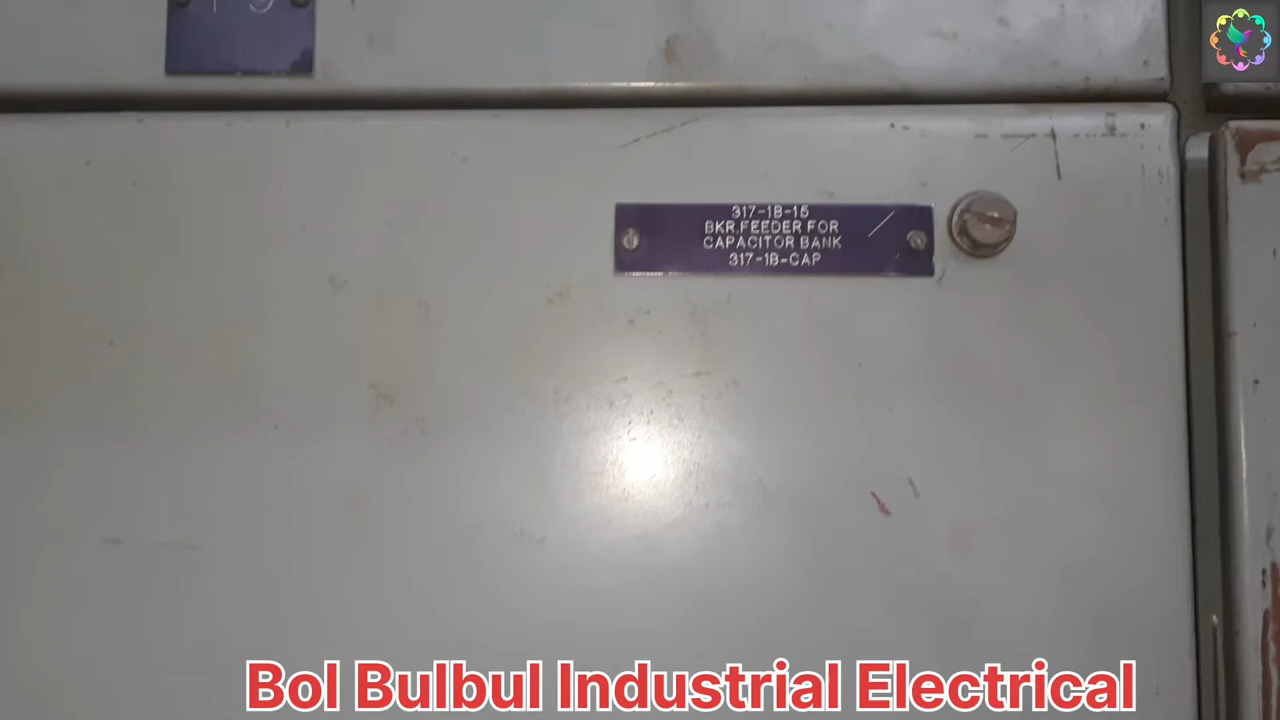 317-1B-15
BKR.FEEDER FOR
CAPACITOR BANK
317-1B-CAP
Bol Bulbul Industrial Electrical